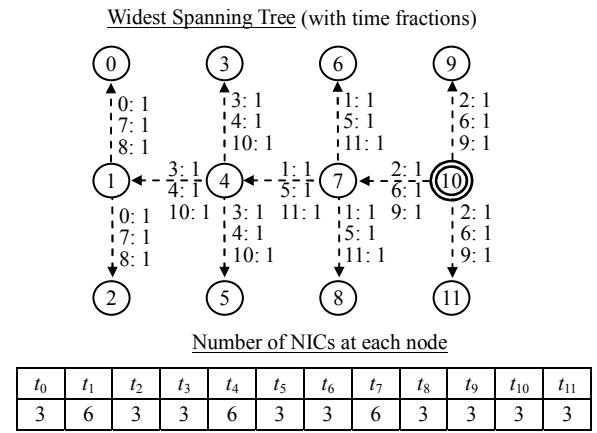 Widest Spanning Tree (with time fractions)
0 3 6 9
0: 1 3: 1 1: 1 2: 1
7: 1 4: 1 5: 1 6: 1
8: 1 10: 1 11: 1 9: 1
3: 1 1: 1 2: 1
1 4 7 10
4: 1 5: 1 6: 1
10: 1 11: 1 9: 1
0: 1 3: 1 1: 1 2: 1
7: 1 4: 1 5: 1 6: 1
8: 1 10: 1 11: 1 9: 1
2 5 8 11
Number of NICs at each node
t0 t1 t2 t3 t4 t5 t6 t7 t8 t9 t10 t11
3 6 3 3 6 3 3 6 3 3 3 3